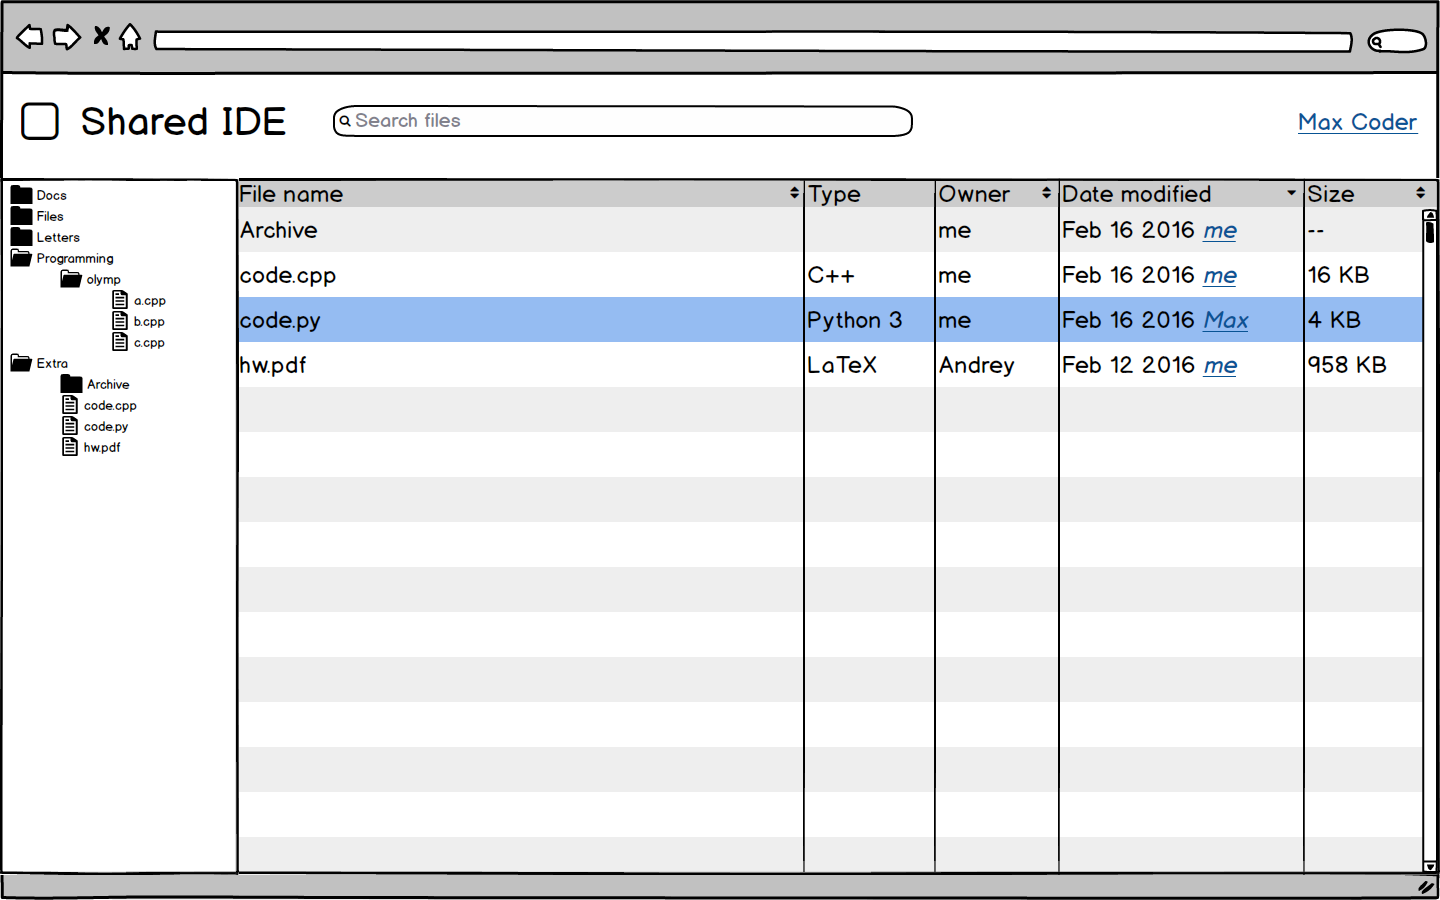 Shared IDE
Search files
Max Coder
Docs
Files
Letters
Programming
olymp
a.cpp
b.cpp
c.cpp
Extra
Archive
code.cpp
code.py
hw.pdf
File name Type Owner Date modified Size
Archive me Feb 16 2016 me --
code.cpp C++ me Feb 16 2016 me 16 KB
code.py Python 3 me Feb 16 2016 Max 4 KB
hw.pdf LaTeX Andrey Feb 12 2016 me 958 KB